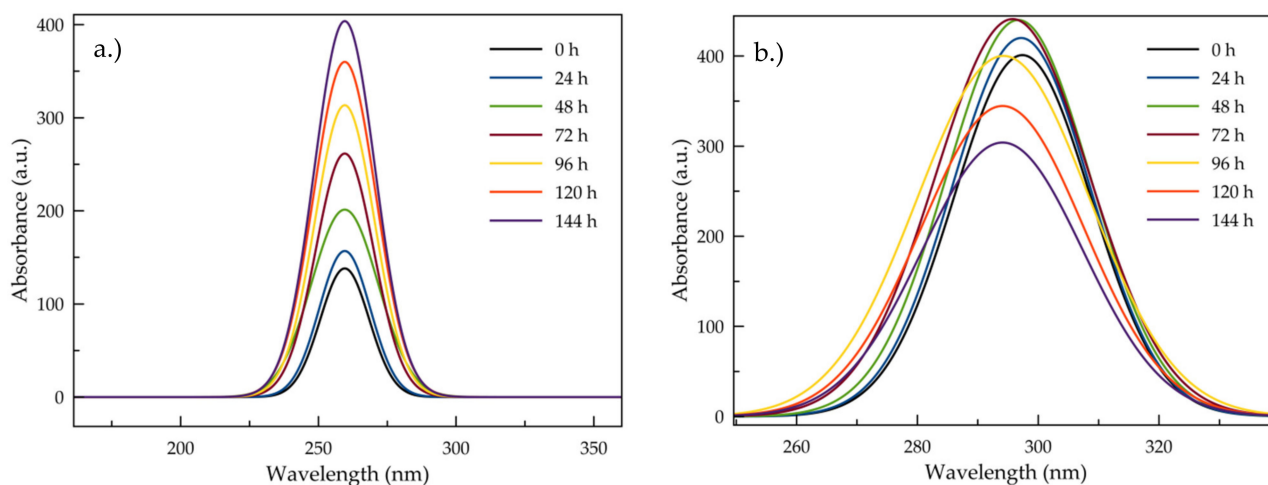 a.)
Absorbance (a.u.)
400
300
200
100
0
200
250
300
350
Wavelength (nm)
0 h
24 h
48 h
72 h
96 h
120 h
144 h
b.)
Absorbance (a.u.)
400
300
200
100
0
260
280
300
320
Wavelength (nm)
0 h
24 h
48 h
72 h
96 h
120 h
144 h